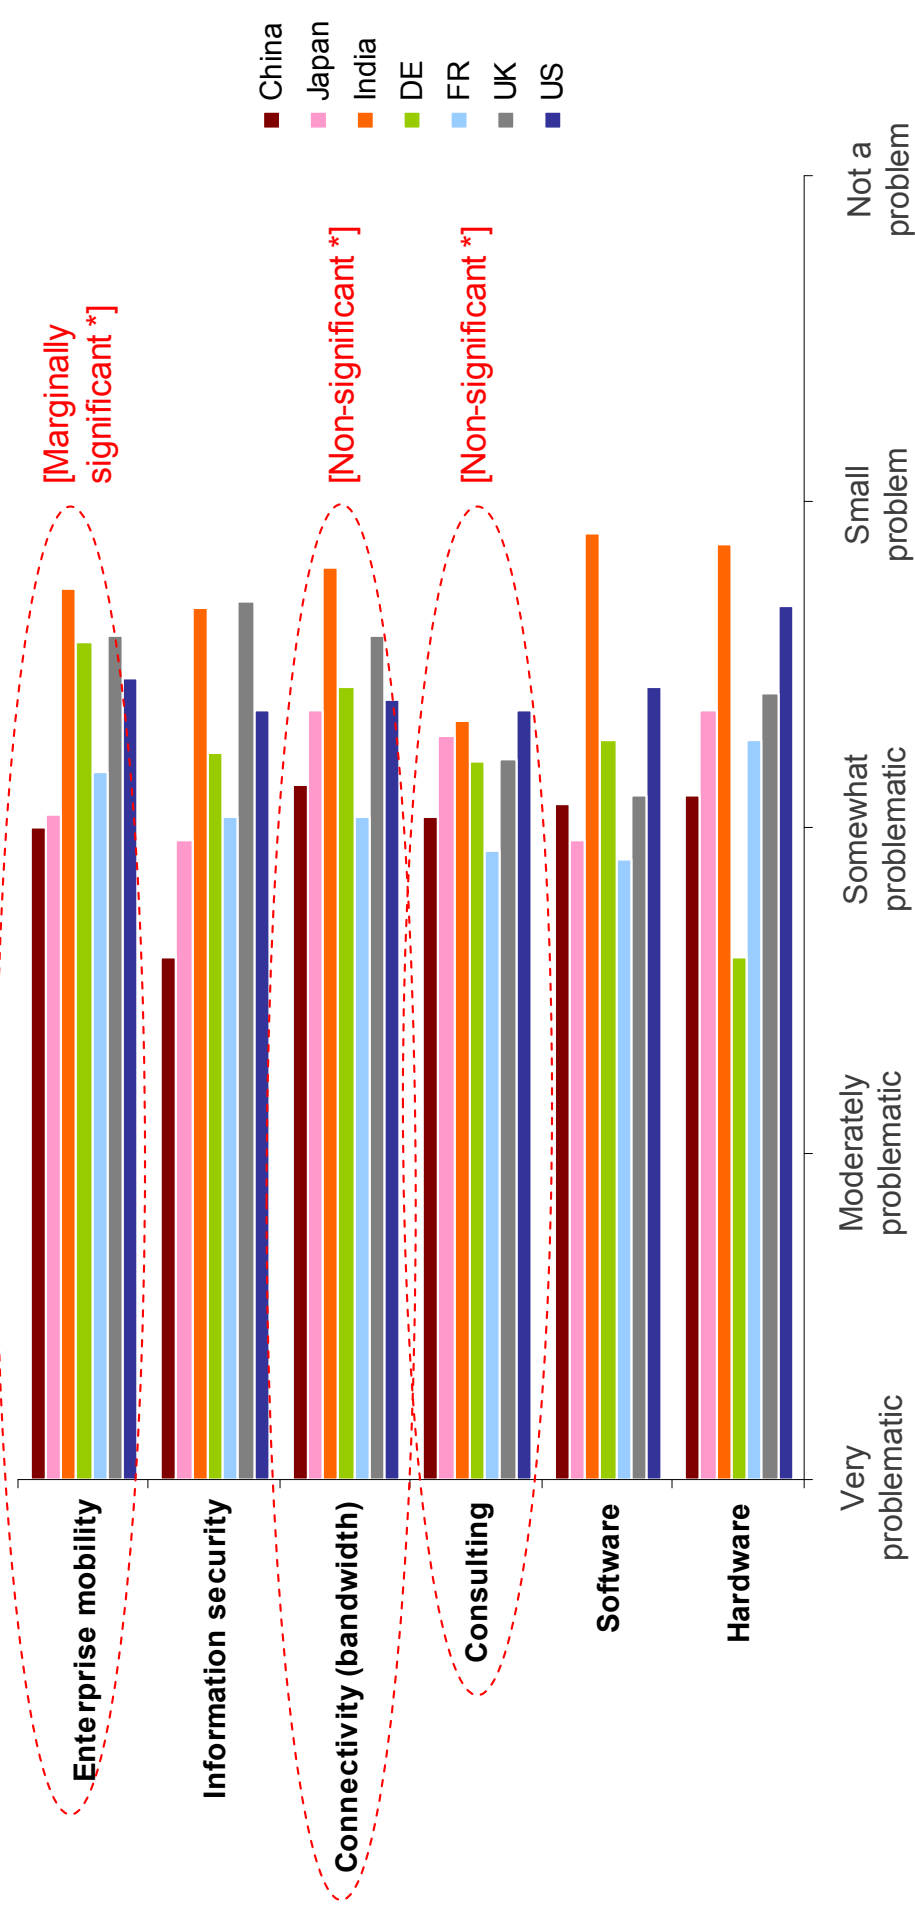 Enterprise mobility
[Marginally
significant *]
Information security
Connectivity (bandwidth)
[Non-significant *]
Consulting
[Non-significant *]
Software
Hardware
Very
problematic
Moderately
problematic
Somewhat
problematic
Small
problem
Not a
problem
China
Japan
India
DE
FR
UK
US